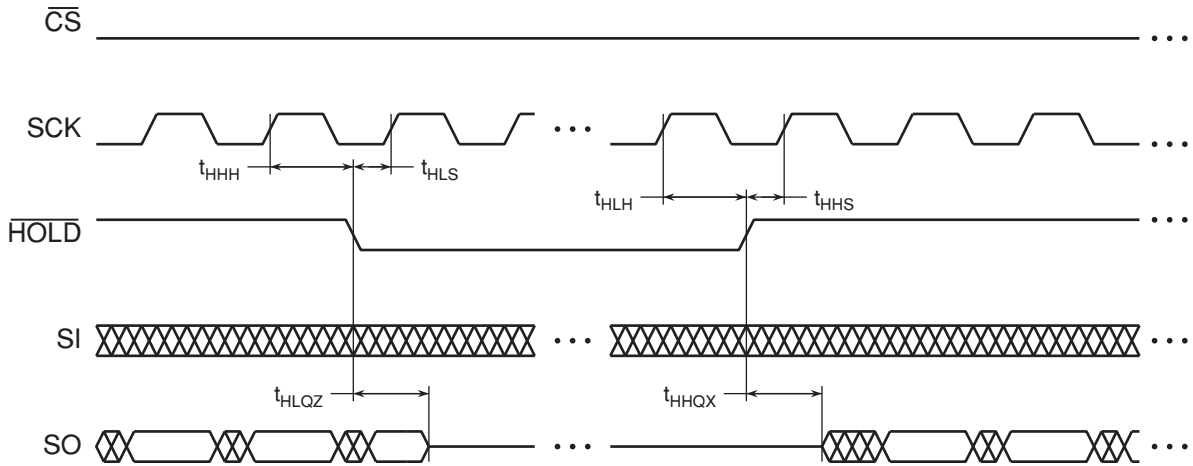 CS
SCK
tHHH
tHLS
tHLH
tHHS
HOLD
SI
tHLQZ
tHHQX
SO